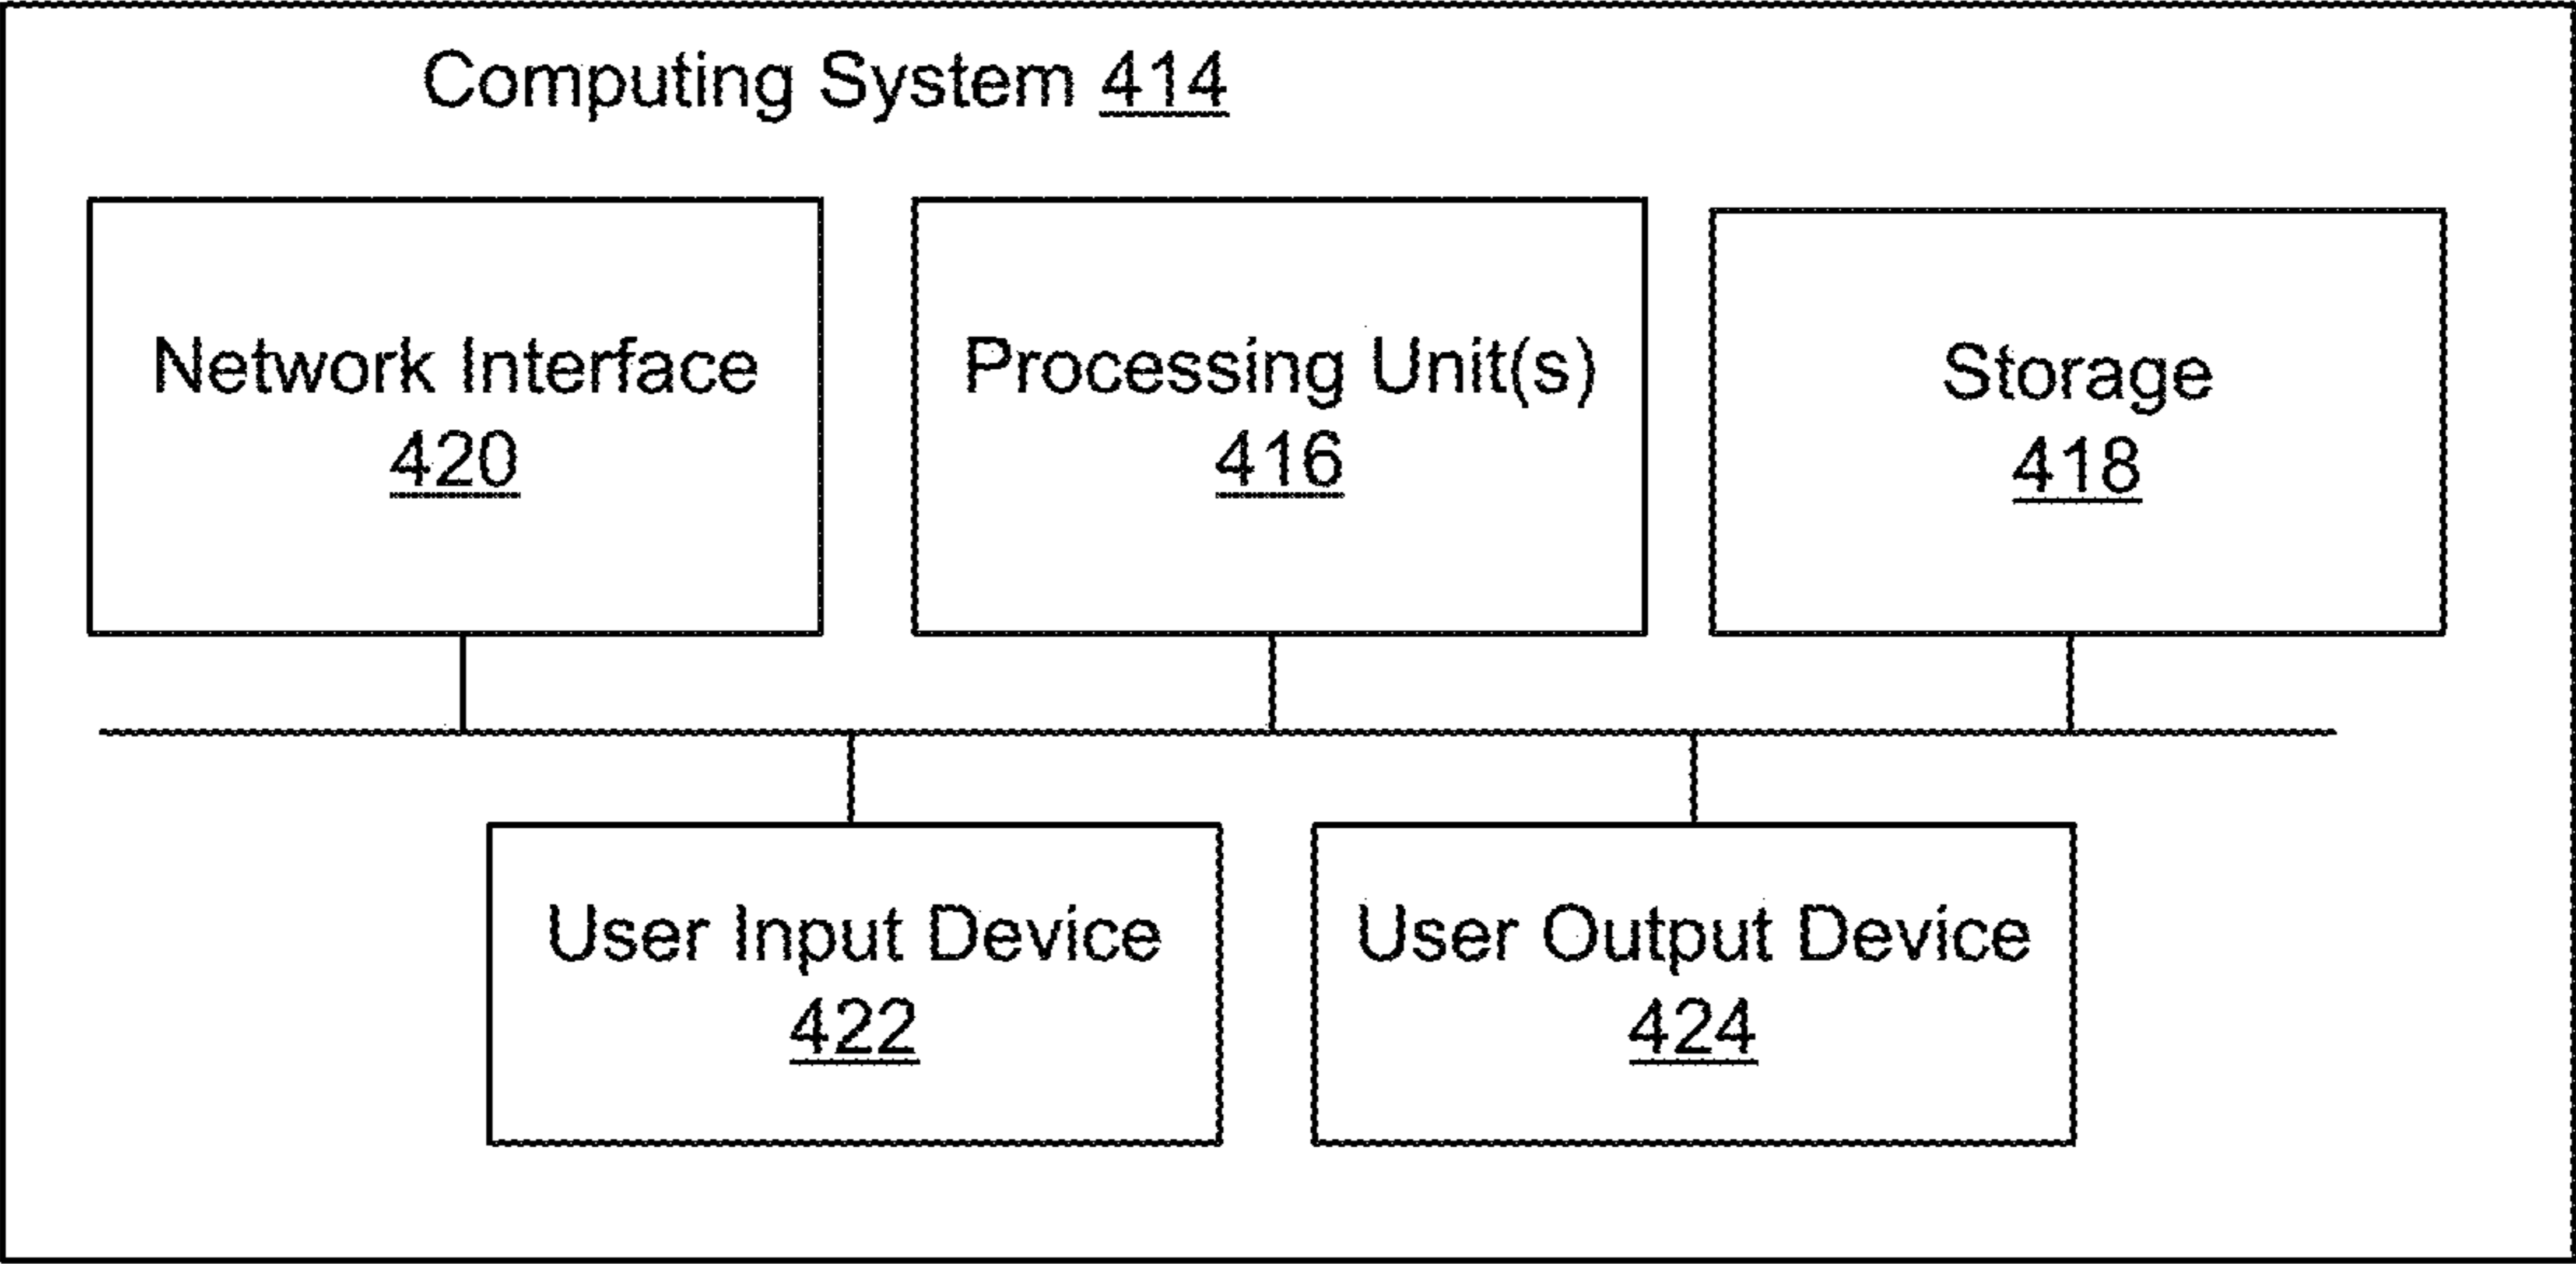 Computing System 414
Network Interface
420
Processing Unit(s)
416
Storage
418
User Input Device
422
User Output Device
424